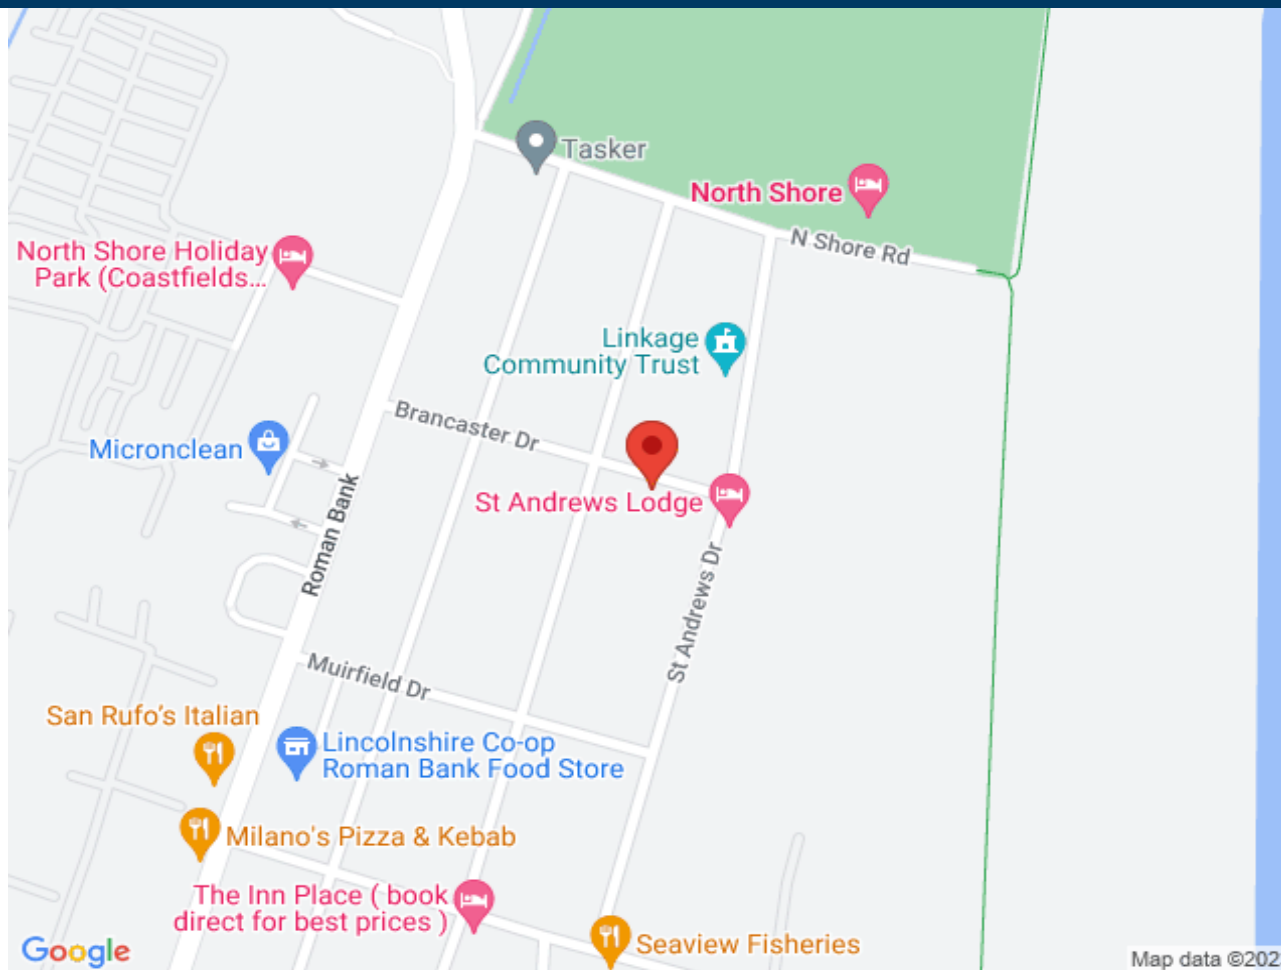 Tasker
North Shore
N Shore Rd
North Shore Holiday
Park (Coastfields...
Linkage
Community Trust
Brancaster Dr
Micronclean
St Andrews Lodge
Roman Bank
St Andrews Dr
Muirfield Dr
San Rufo's Italian
Lincolnshire Co-op
Roman Bank Food Store
Milano's Pizza & Kebab
The Inn Place ( book
direct for best prices )
Seaview Fisheries
Google
Map data ©202